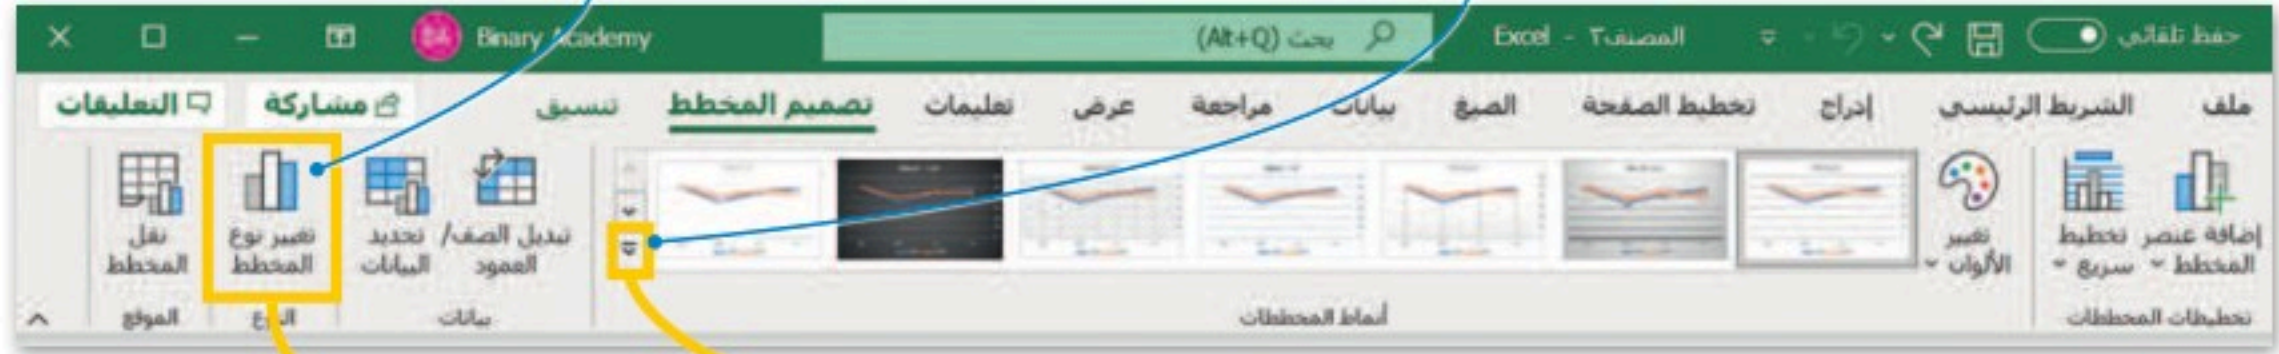 حفظ تلقائي المصنف٣ - Excel بحث (Alt+Q) Binary Academy BA
ملف الشريط الرئيسي إدراج تخطيط الصفحة الصيغ بيانات مراجعة عرض تعليمات تصميم المخطط تنسيق مشاركة التعليقات
إضافة عنصر المخطط
تخطيط سريع
تغيير الألوان
تبديل الصف/ العمود
تحديد البيانات
تغيير نوع المخطط
نقل المخطط
تخطيطات المخططات أنماط المخططات بيانات النوع الموقع